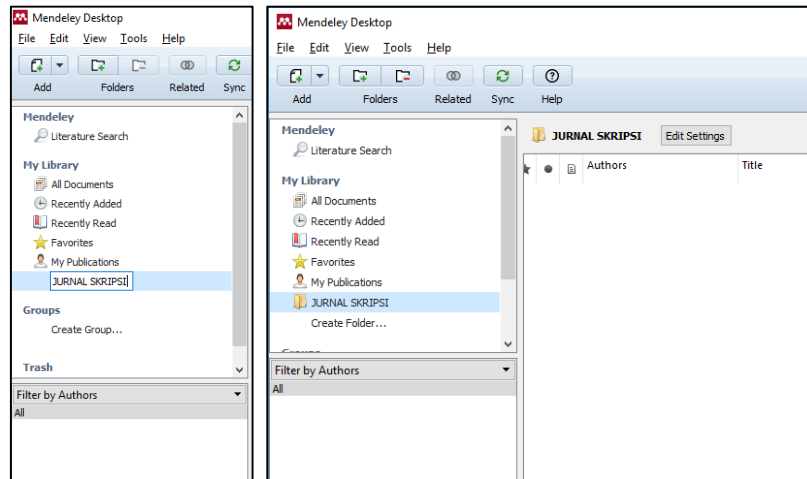 Mendeley Desktop
File Edit View Tools Help
Add Folders Related Sync
Mendeley
Literature Search
My Library
All Documents
Recently Added
Recently Read
Favorites
My Publications
JURNAL SKRIPSI
Groups
Create Group...
Trash
Filter by Authors
All
Mendeley Desktop
File Edit View Tools Help
Add Folders Related Sync Help
Mendeley
Literature Search
My Library
All Documents
Recently Added
Recently Read
Favorites
My Publications
JURNAL SKRIPSI
Create Folder...
Filter by Authors
All
JURNAL SKRIPSI Edit Settings
Authors Title